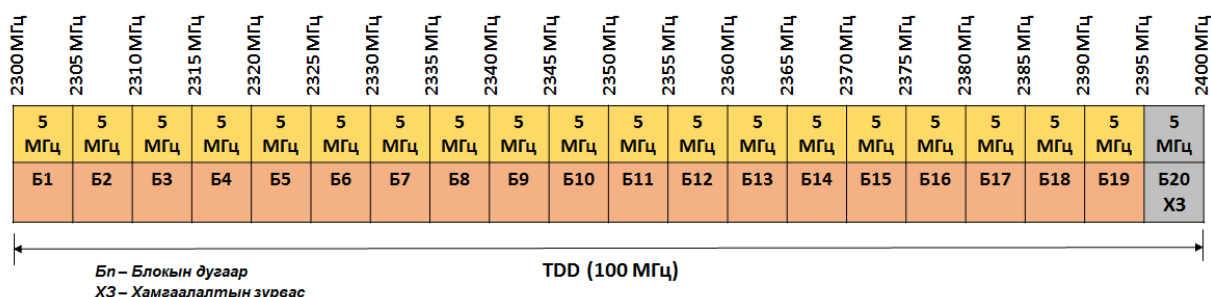 2300 МГц 2305 МГц 2310 МГц 2315 МГц 2320 МГц 2325 МГц 2330 МГц 2335 МГц 2340 МГц 2345 МГц 2350 МГц 2355 МГц 2360 МГц 2365 МГц 2370 МГц 2375 МГц 2380 МГц 2385 МГц 2390 МГц 2395 МГц 2400 МГц
5 5 5 5 5 5 5 5 5 5 5 5 5 5 5 5 5 5 5 5
МГц МГц МГц МГц МГц МГц МГц МГц МГц МГц МГц МГц МГц МГц МГц МГц МГц МГц МГц МГц
Б1 Б2 Б3 Б4 Б5 Б6 Б7 Б8 Б9 Б10 Б11 Б12 Б13 Б14 Б15 Б16 Б17 Б18 Б19 Б20
ХЗ
TDD (100 МГц)
Бn – Блокын дугаар
ХЗ – Хамгаалалтын зурвас